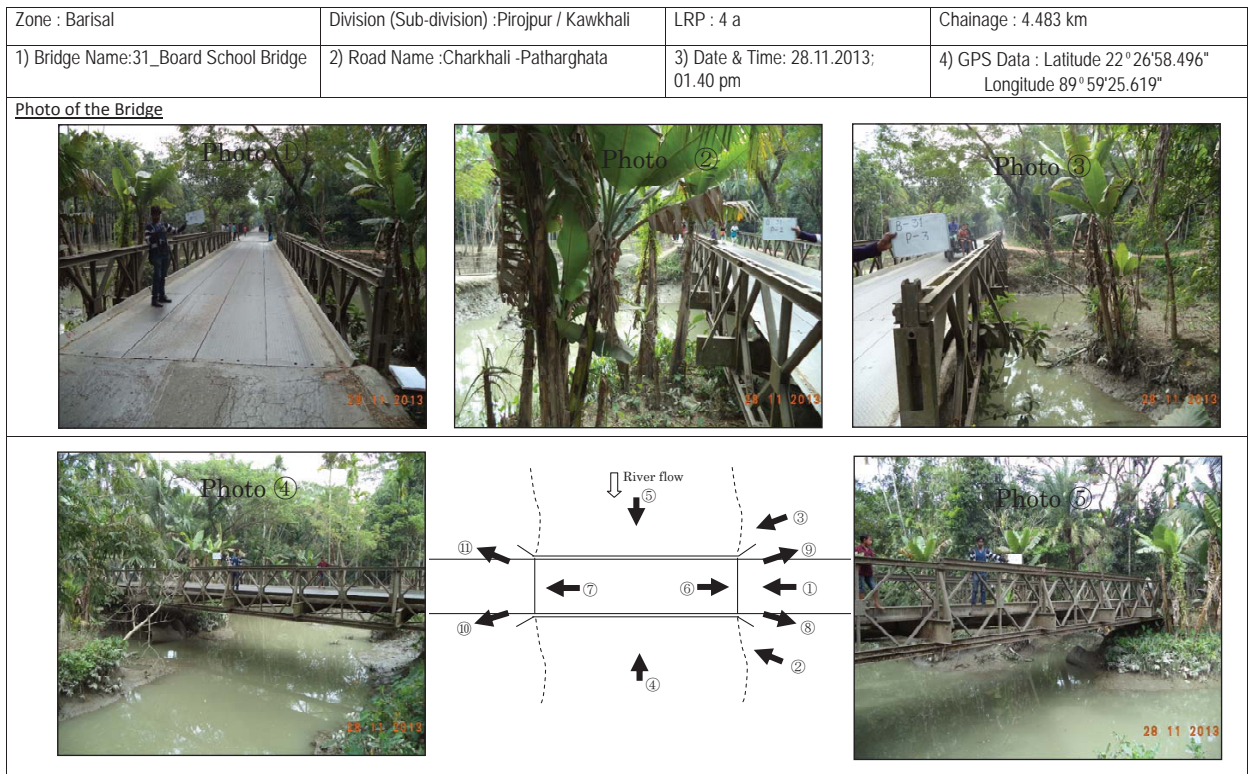 Zone : Barisal
Division (Sub-division) :Pirojpur / Kawkhali
LRP : 4 a
Chainage : 4.483 km
1) Bridge Name:31_Board School Bridge
2) Road Name :Charkhali -Patharghata
3) Date & Time: 28.11.2013;
01.40 pm
4) GPS Data : Latitude 22⁰26'58.496"
Longitude 89⁰59'25.619"
Photo of the Bridge
Photo ①
28 11 2013
Photo ②
28 11 2013
Photo ③
B-31
P-3
28 11 2013
Photo ④
28 11 2013
River flow
⑤
③
⑪
⑨
⑦
⑥
①
⑩
⑧
②
④
Photo ⑤
28 11 2013